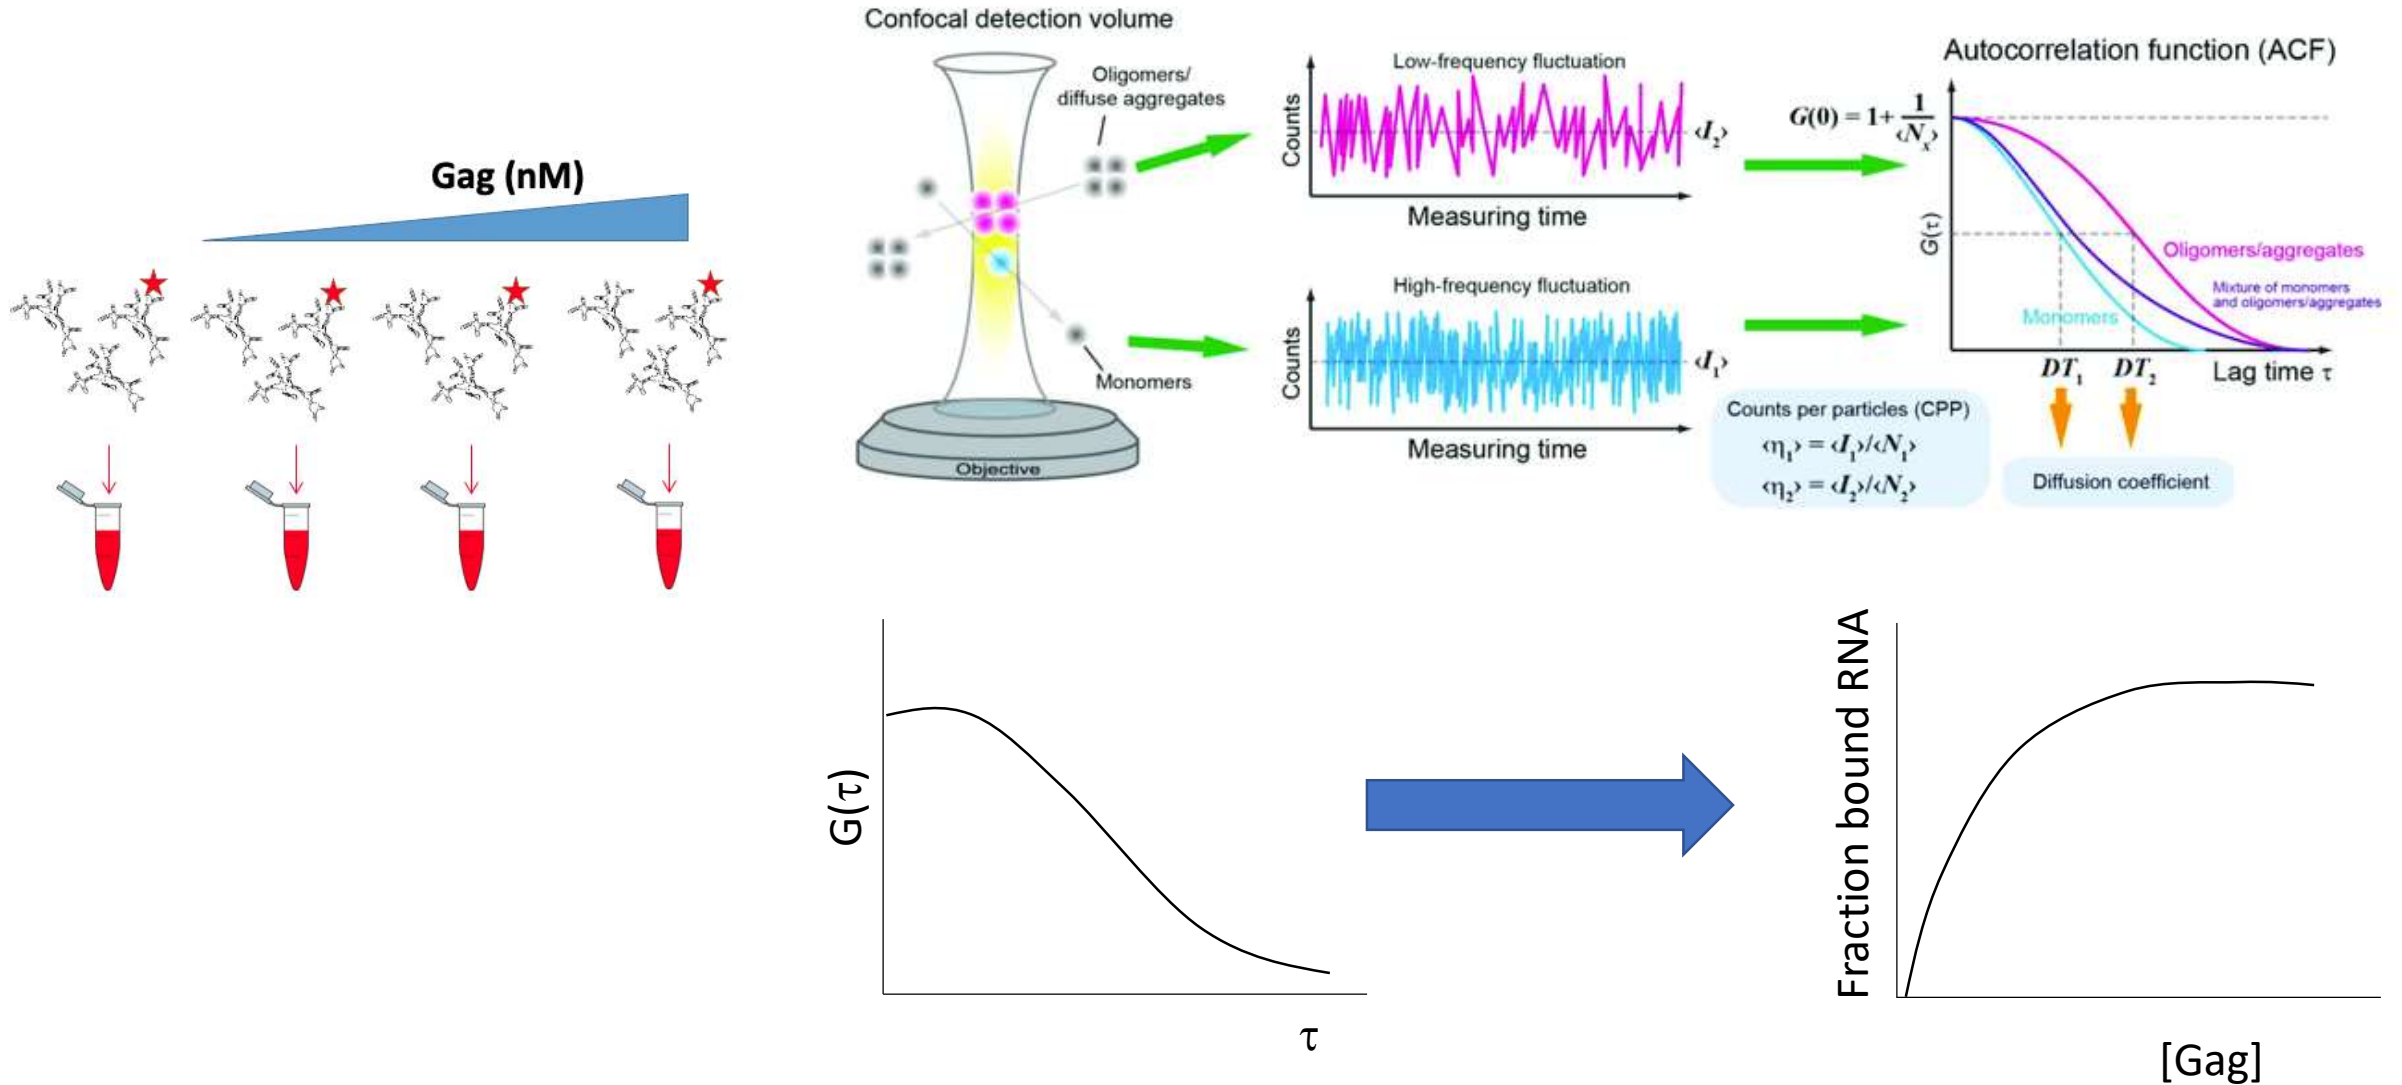 Confocal detection volume
Gag (nM)
Oligomers/
diffuse aggregates
Monomers
Objective
Low-frequency fluctuation
Counts
‹I₂›
Measuring time
High-frequency fluctuation
Counts
‹I₁›
Measuring time
Autocorrelation function (ACF)
G(0) = 1+ 1/‹Nₓ›
G(τ)
Oligomers/aggregates
Mixture of monomers
and oligomers/aggregates
Monomers
DT₁ DT₂ Lag time τ
Counts per particles (CPP)
‹η₁› = ‹I₁›/‹N₁›
‹η₂› = ‹I₂›/‹N₂›
Diffusion coefficient
G(τ)
τ
Fraction bound RNA
[Gag]